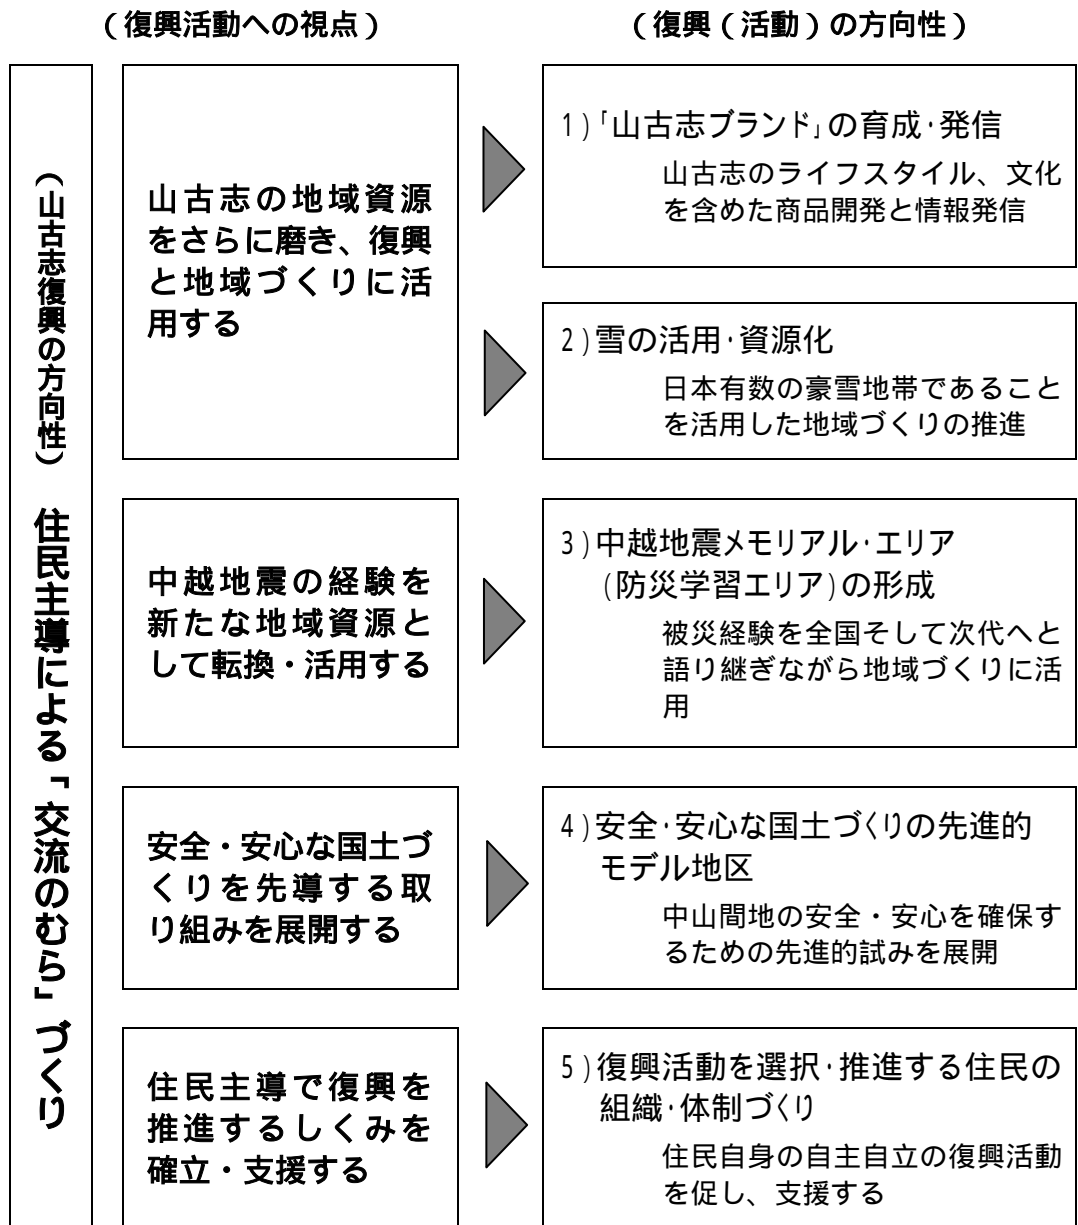 （復興活動への視点）
（復興（活動）の方向性）
（山古志復興の方向性） 住民主導による「交流のむら」づくり
山古志の地域資源
をさらに磨き、復興
と地域づくりに活
用する
1)「山古志ブランド」の育成・発信
山古志のライフスタイル、文化
を含めた商品開発と情報発信
2)雪の活用・資源化
日本有数の豪雪地帯であること
を活用した地域づくりの推進
中越地震の経験を
新たな地域資源と
して転換・活用する
3)中越地震メモリアル・エリア
(防災学習エリア)の形成
被災経験を全国そして次代へと
語り継ぎながら地域づくりに活
用
安全・安心な国土づ
くりを先導する取
り組みを展開する
4)安全・安心な国土づくりの先進的
モデル地区
中山間地の安全・安心を確保す
るための先進的試みを展開
住民主導で復興を
推進するしくみを
確立・支援する
5)復興活動を選択・推進する住民の
組織・体制づくり
住民自身の自主自立の復興活動
を促し、支援する